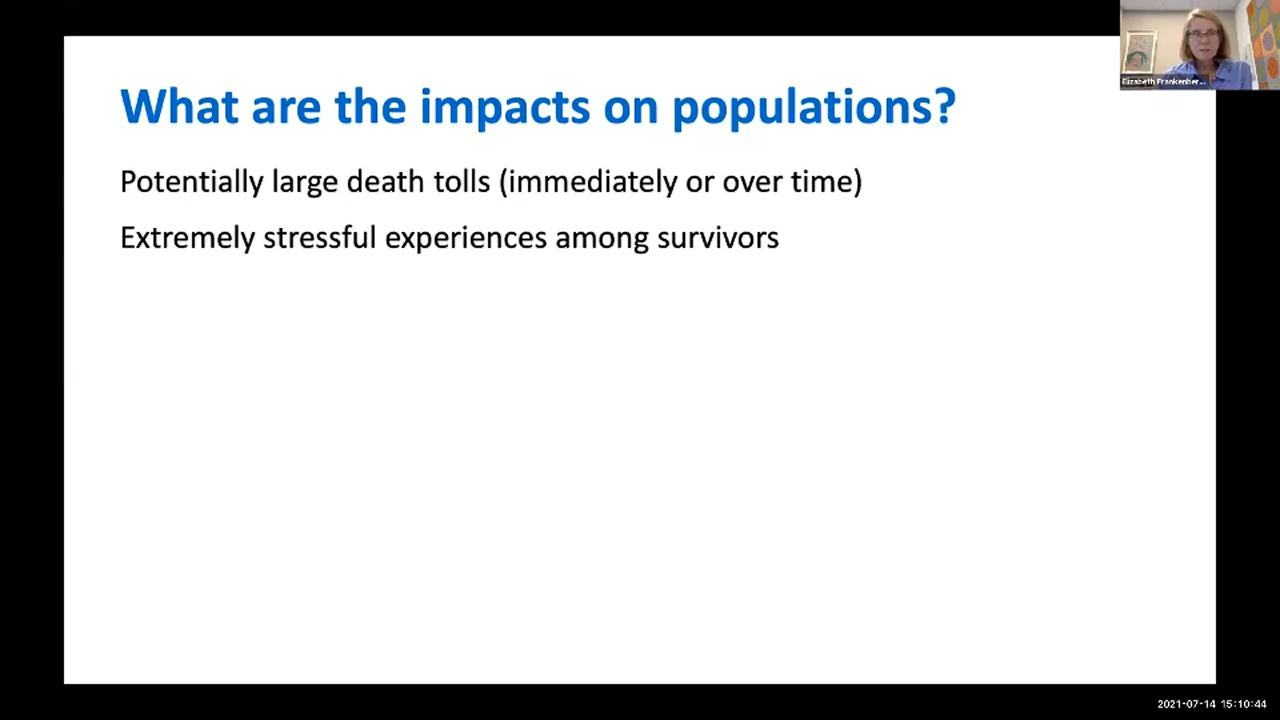 What are the impacts on populations?
Potentially large death tolls (immediately or over time)
Extremely stressful experiences among survivors
Elizabeth Frankenber...
2021-07-14 15:10:44